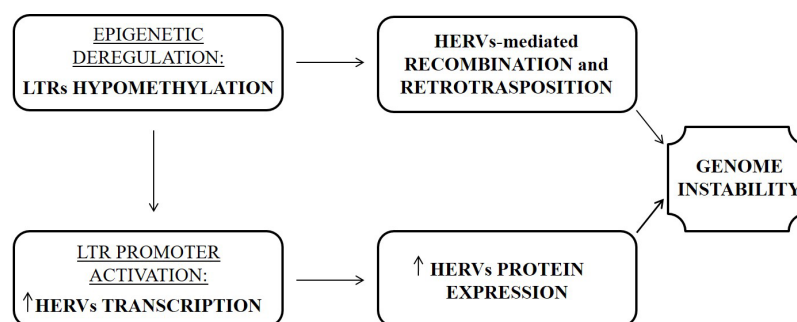 EPIGENETIC
DEREGULATION:
LTRs HYPOMETHYLATION
HERVs-mediated
RECOMBINATION and
RETROTRASPOSITION
GENOME
INSTABILITY
LTR PROMOTER
ACTIVATION:
↑HERVs TRANSCRIPTION
↑ HERVs PROTEIN
EXPRESSION